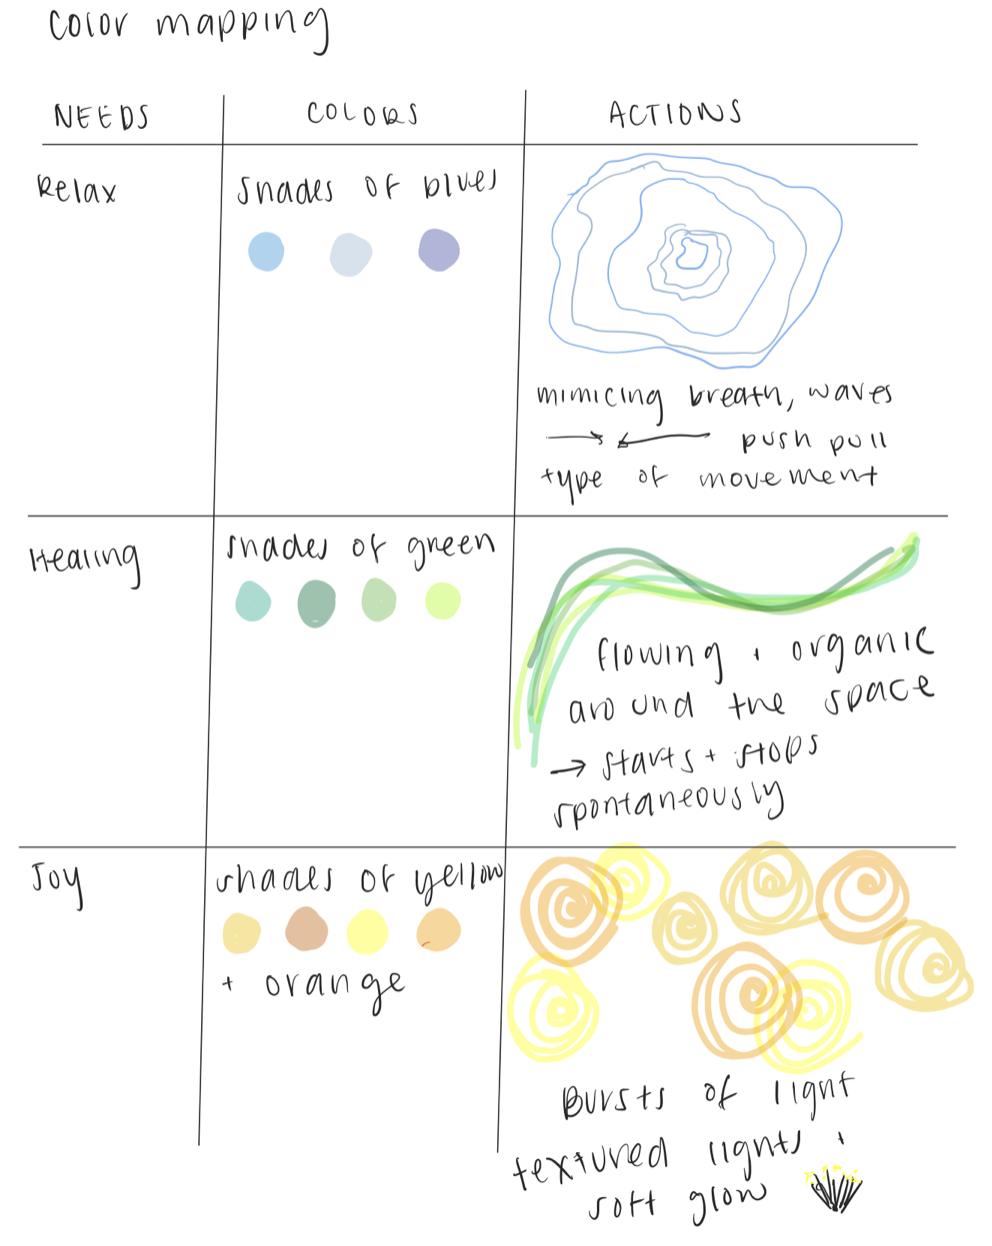 Color mapping
NEEDS COLORS ACTIONS
Relax
shades of blues
mimicing breath, waves
push pull
type of movement
Healing
shades of green
flowing + organic
around the space
→ starts + stops
spontaneously
Joy
shades of yellow
+ orange
Bursts of light
textured lights +
soft glow